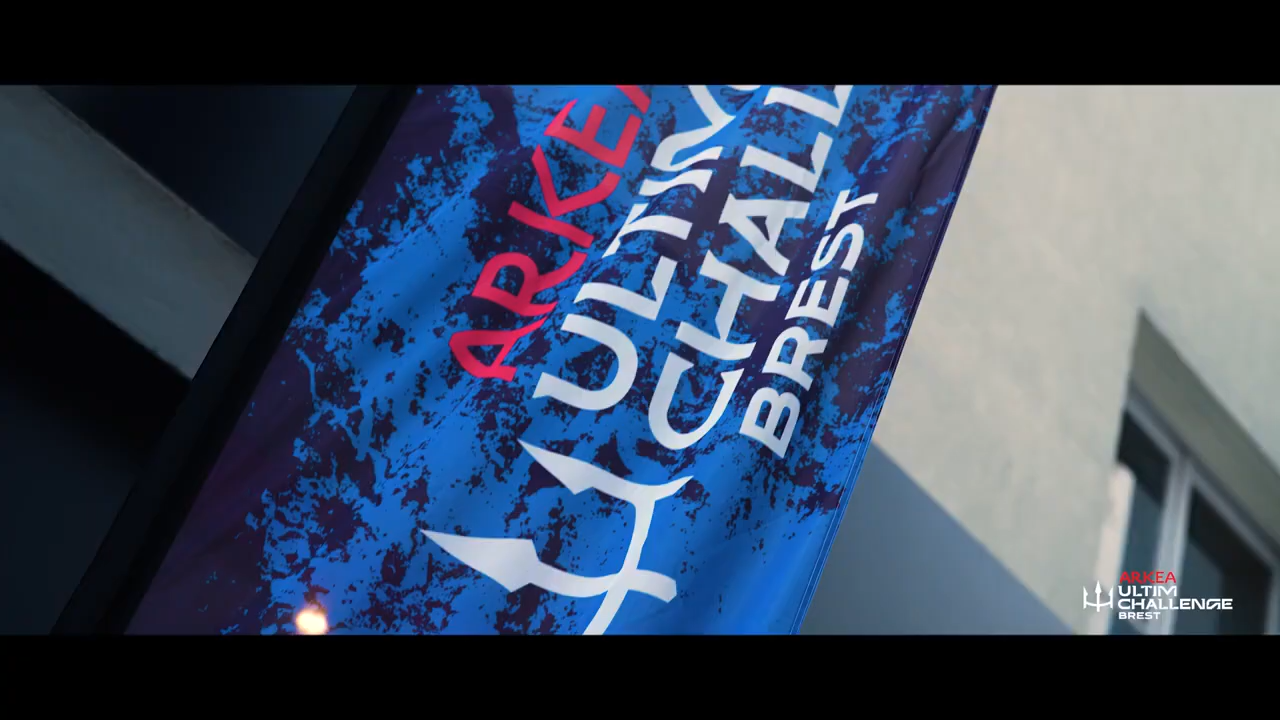 ARKEA
ULTIM
CHALL
BREST
ARKEA
ULTIM
CHALLENGE
BREST